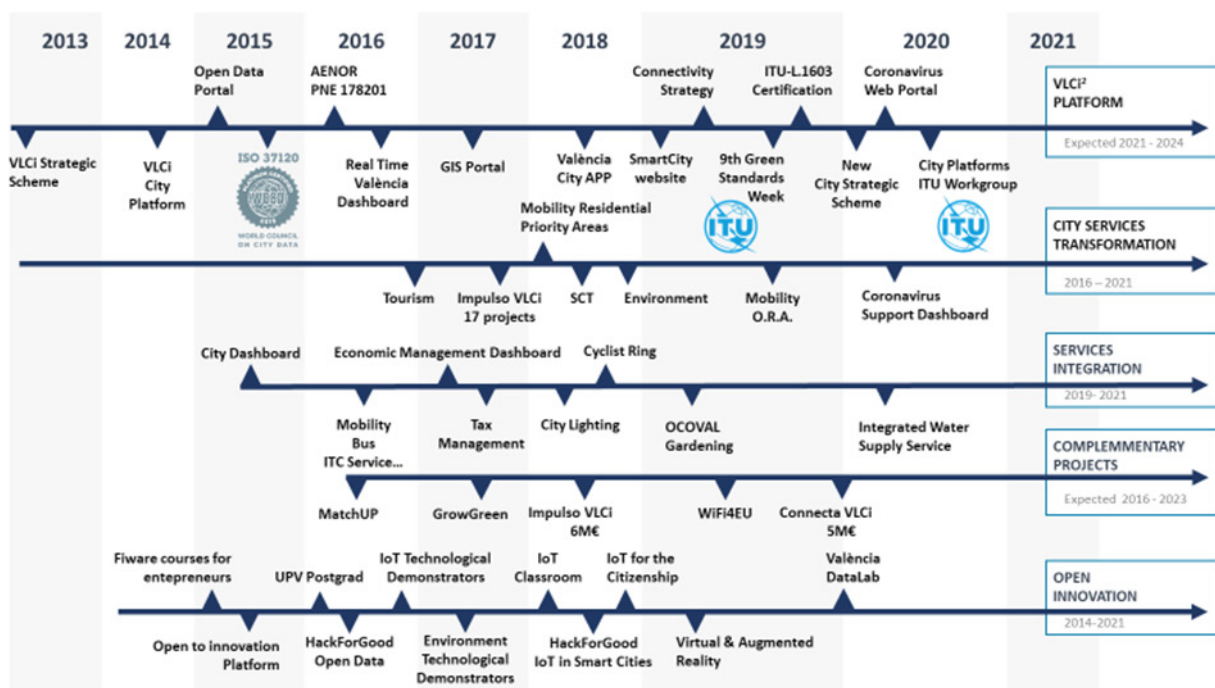 2013
2014
2015
2016
2017
2018
2019
2020
2021
Open Data
Portal
AENOR
PNE 178201
Connectivity
Strategy
ITU-L.1603
Certification
Coronavirus
Web Portal
VLCi²
PLATFORM
Expected 2021 - 2024
VLCi Strategic
Scheme
VLCi
City
Platform
ISO 37120
WCCD
WORLD COUNCIL
ON CITY DATA
Real Time
València
Dashboard
GIS Portal
València
City APP
SmartCity
website
9th Green
Standards
Week
New
City Strategic
Scheme
City Platforms
ITU Workgroup
ITU
ITU
Mobility Residential
Priority Areas
CITY SERVICES
TRANSFORMATION
2016 – 2021
Tourism
Impulso VLCi
17 projects
SCT
Environment
Mobility
O.R.A.
Coronavirus
Support Dashboard
City Dashboard
Economic Management Dashboard
Cyclist Ring
SERVICES
INTEGRATION
2019- 2021
Mobility
Bus
ITC Service...
Tax
Management
City Lighting
OCOVAL
Gardening
Integrated Water
Supply Service
COMPLEMMENTARY
PROJECTS
Expected 2016 - 2023
MatchUP
GrowGreen
Impulso VLCi
6M€
WiFi4EU
Connecta VLCi
5M€
Fiware courses for
entepreneurs
UPV Postgrad
IoT Technological
Demonstrators
IoT
Classroom
IoT for the
Citizenship
València
DataLab
OPEN
INNOVATION
2014-2021
Open to innovation
Platform
HackForGood
Open Data
Environment
Technological
Demonstrators
HackForGood
IoT in Smart Cities
Virtual & Augmented
Reality